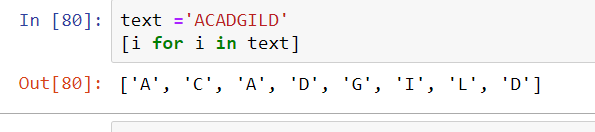 In [80]: text ='ACADGILD'
[i for i in text]
Out[80]: ['A', 'C', 'A', 'D', 'G', 'I', 'L', 'D']